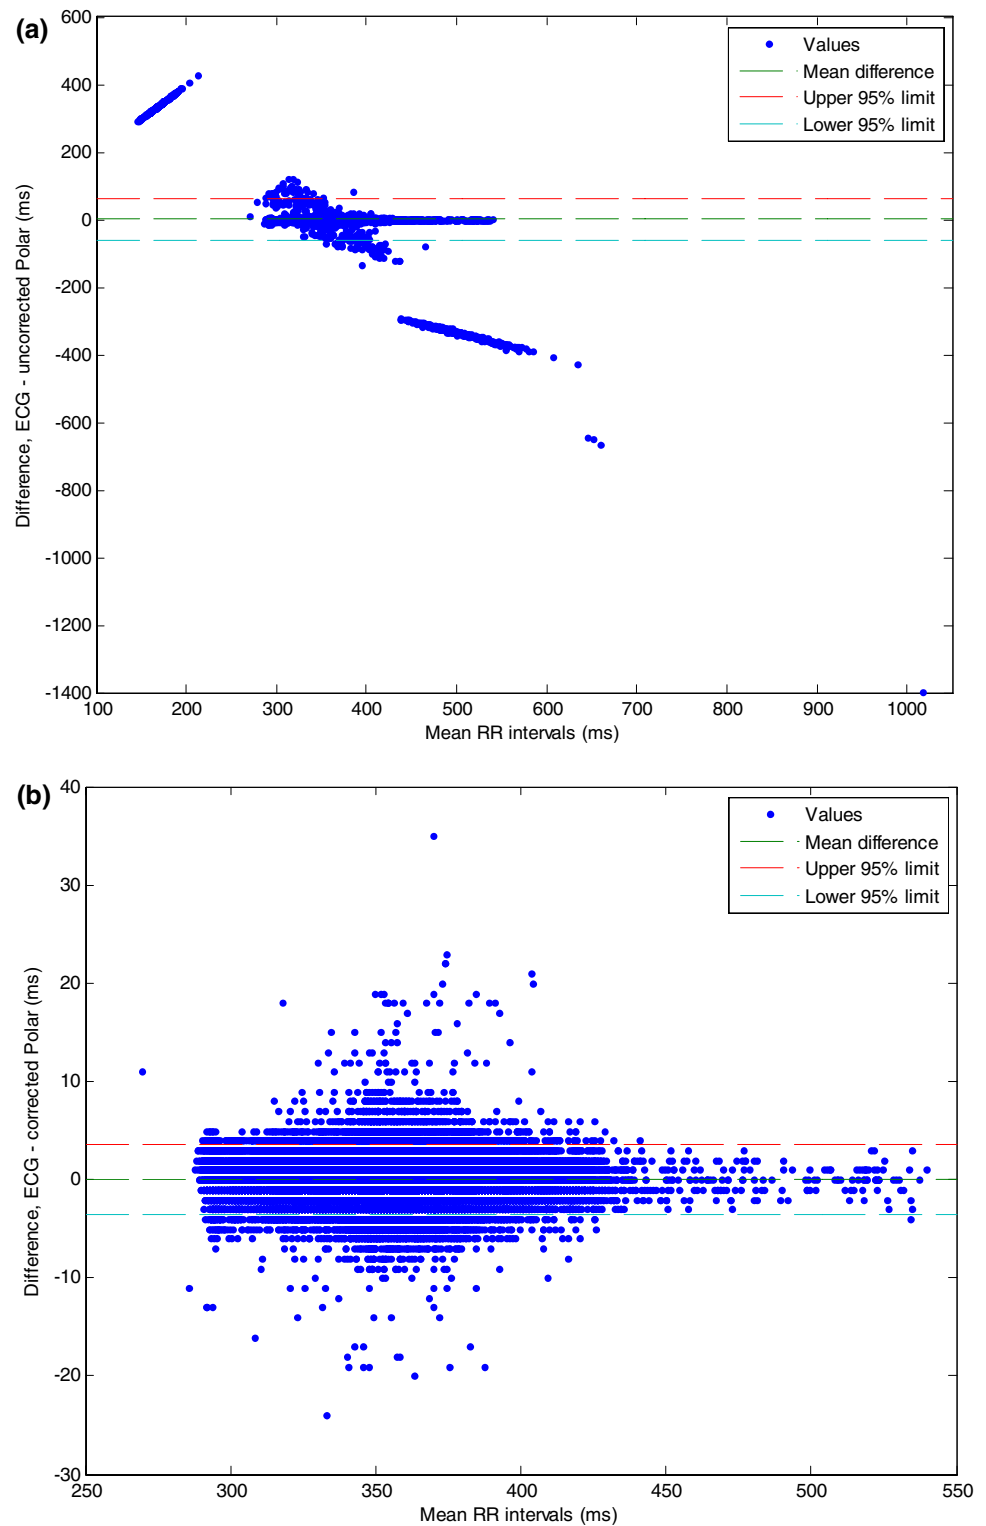 (a)
600
400
200
0
-200
-400
-600
-800
-1000
-1200
-1400
Difference, ECG - uncorrected Polar (ms)
Values
Mean difference
Upper 95% limit
Lower 95% limit
100 200 300 400 500 600 700 800 900 1000
Mean RR intervals (ms)
(b)
40
30
20
10
0
-10
-20
-30
Difference, ECG - corrected Polar (ms)
Values
Mean difference
Upper 95% limit
Lower 95% limit
250 300 350 400 450 500 550
Mean RR intervals (ms)